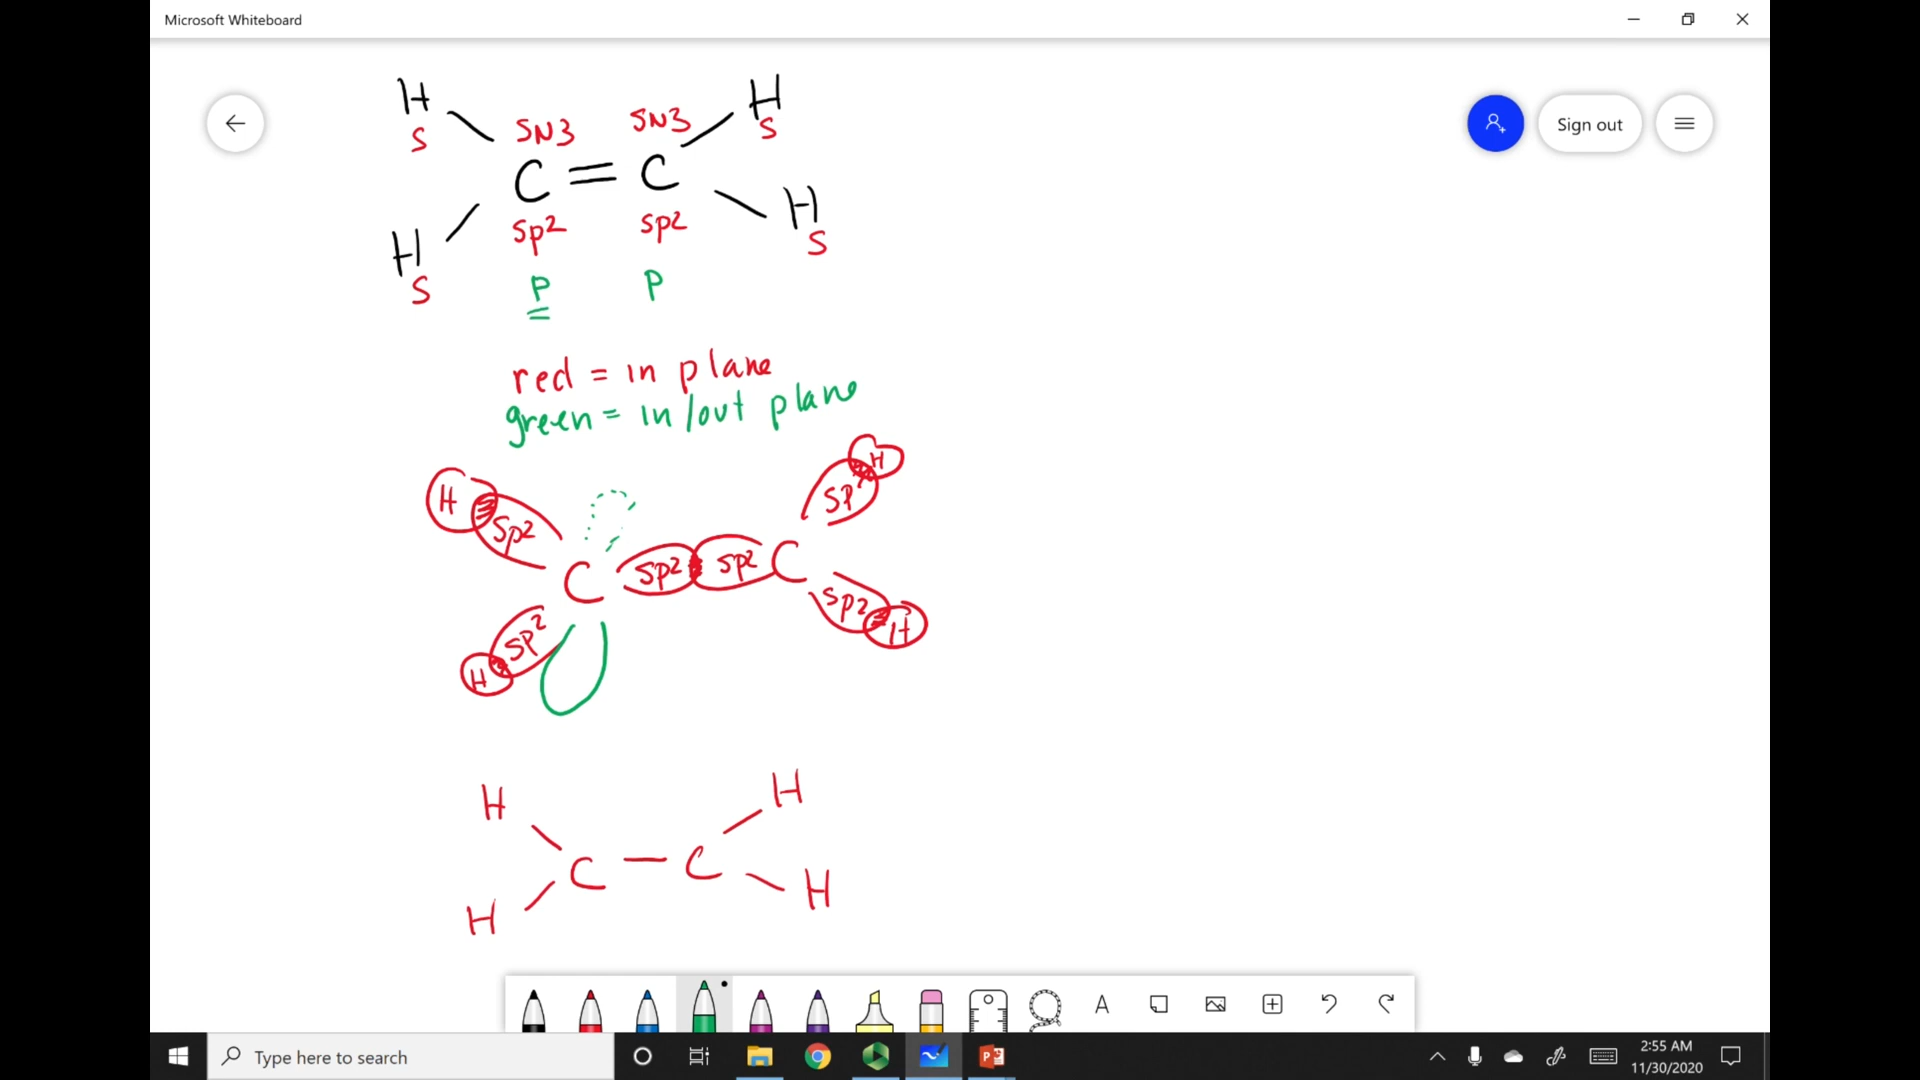 Microsoft Whiteboard
Sign out
H H
S SN3 SN3 S
C = C
H sp2 sp2 H
S P P S
red = in plane
green = in/out plane
H sp2 sp2 H
C sp2 sp2 C
H sp2 sp2 H
H H
C — C
H H
A
Type here to search
2:55 AM
11/30/2020